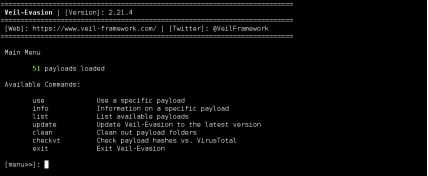 Veil-Evasion | [Version]: 2.21.4
[Web]: https://www.veil-framework.com/ | [Twitter]: @VeilFramework
Main Menu
51 payloads loaded
Available Commands:
use Use a specific payload
info Information on a specific payload
list List available payloads
update Update Veil-Evasion to the latest version
clean Clean out payload folders
checkvt Check payload hashes vs. VirusTotal
exit Exit Veil-Evasion
[menu>>]: